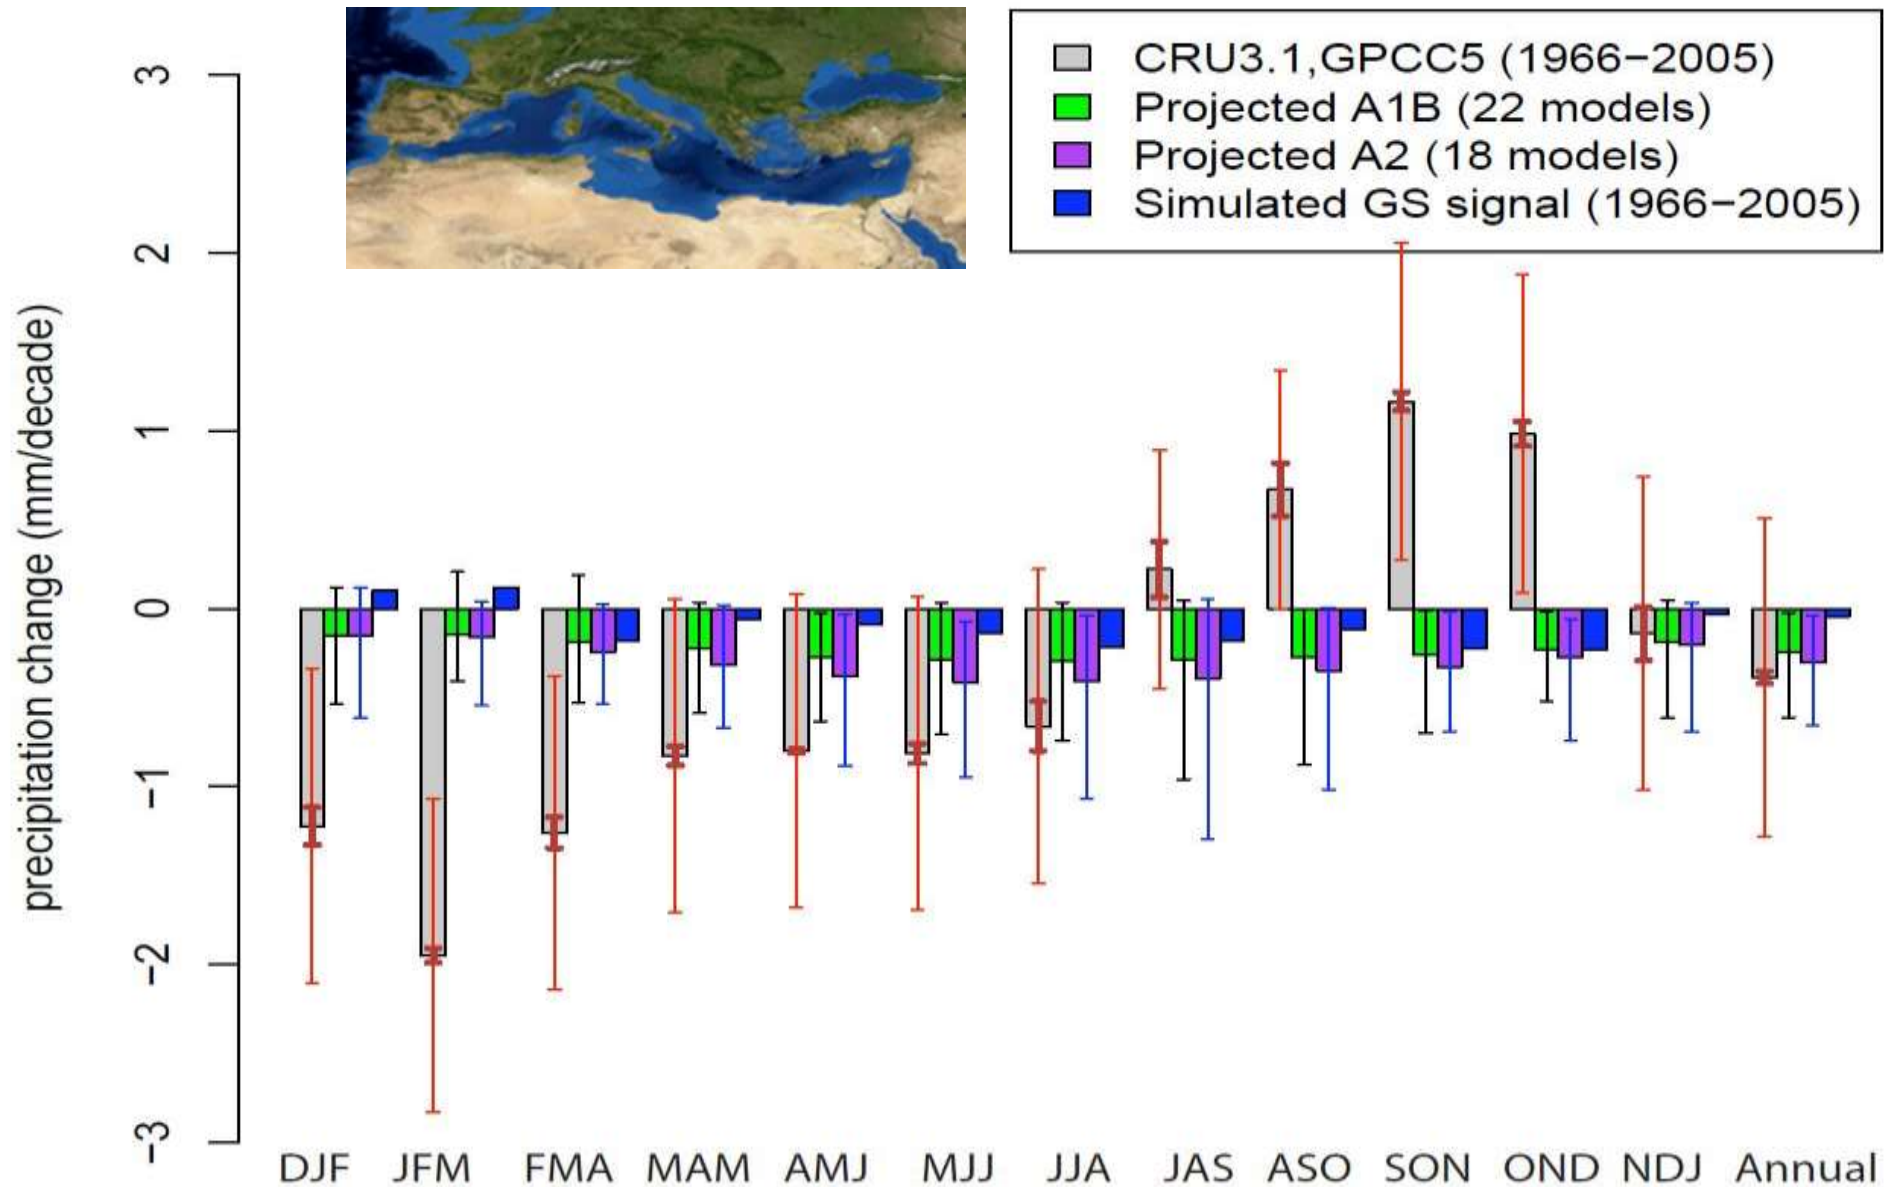 CRU3.1,GPCC5 (1966−2005)
Projected A1B (22 models)
Projected A2 (18 models)
Simulated GS signal (1966−2005)
precipitation change (mm/decade)
3
2
1
0
−1
−2
−3
DJF JFM FMA MAM AMJ MJJ JJA JAS ASO SON OND NDJ Annual